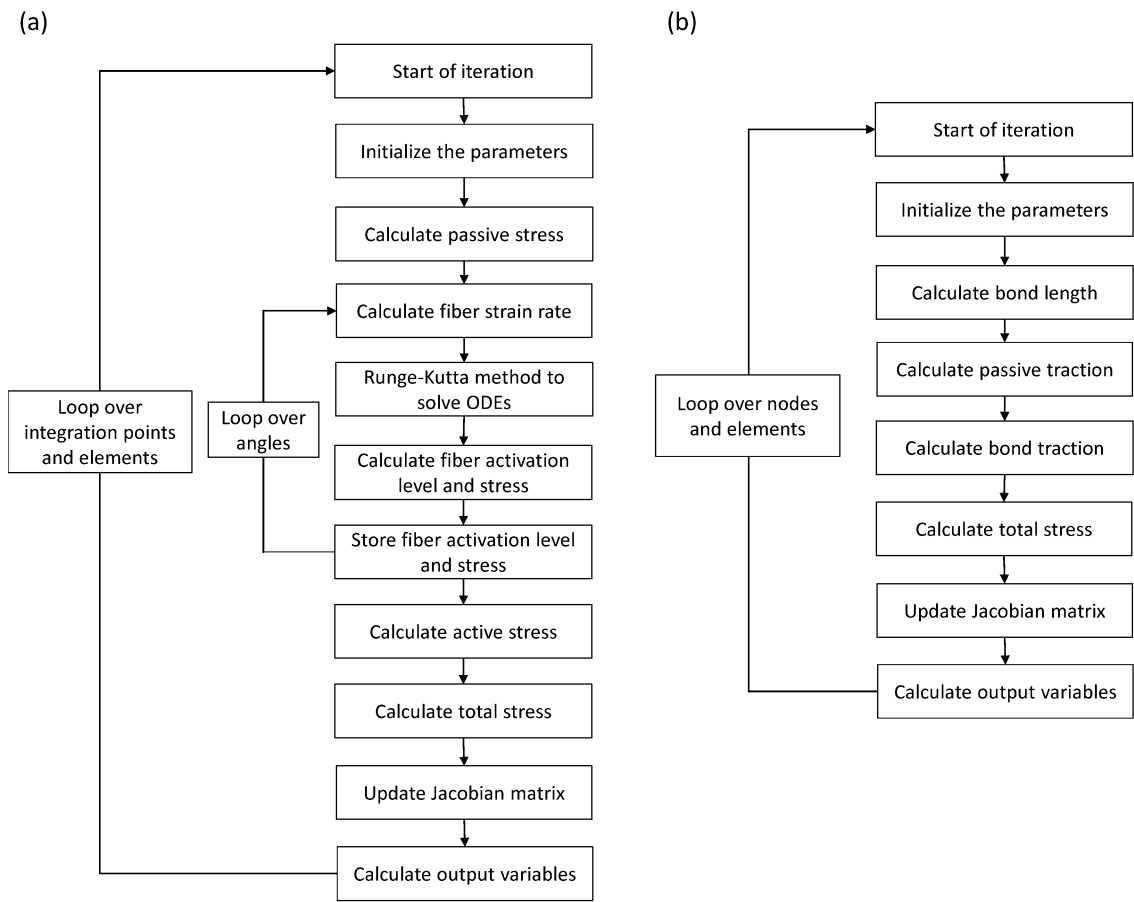 (a)
Start of iteration
Initialize the parameters
Calculate passive stress
Calculate fiber strain rate
Runge-Kutta method to
solve ODEs
Calculate fiber activation
level and stress
Store fiber activation level
and stress
Calculate active stress
Calculate total stress
Update Jacobian matrix
Calculate output variables
Loop over
angles
Loop over
integration points
and elements
(b)
Start of iteration
Initialize the parameters
Calculate bond length
Calculate passive traction
Calculate bond traction
Calculate total stress
Update Jacobian matrix
Calculate output variables
Loop over nodes
and elements